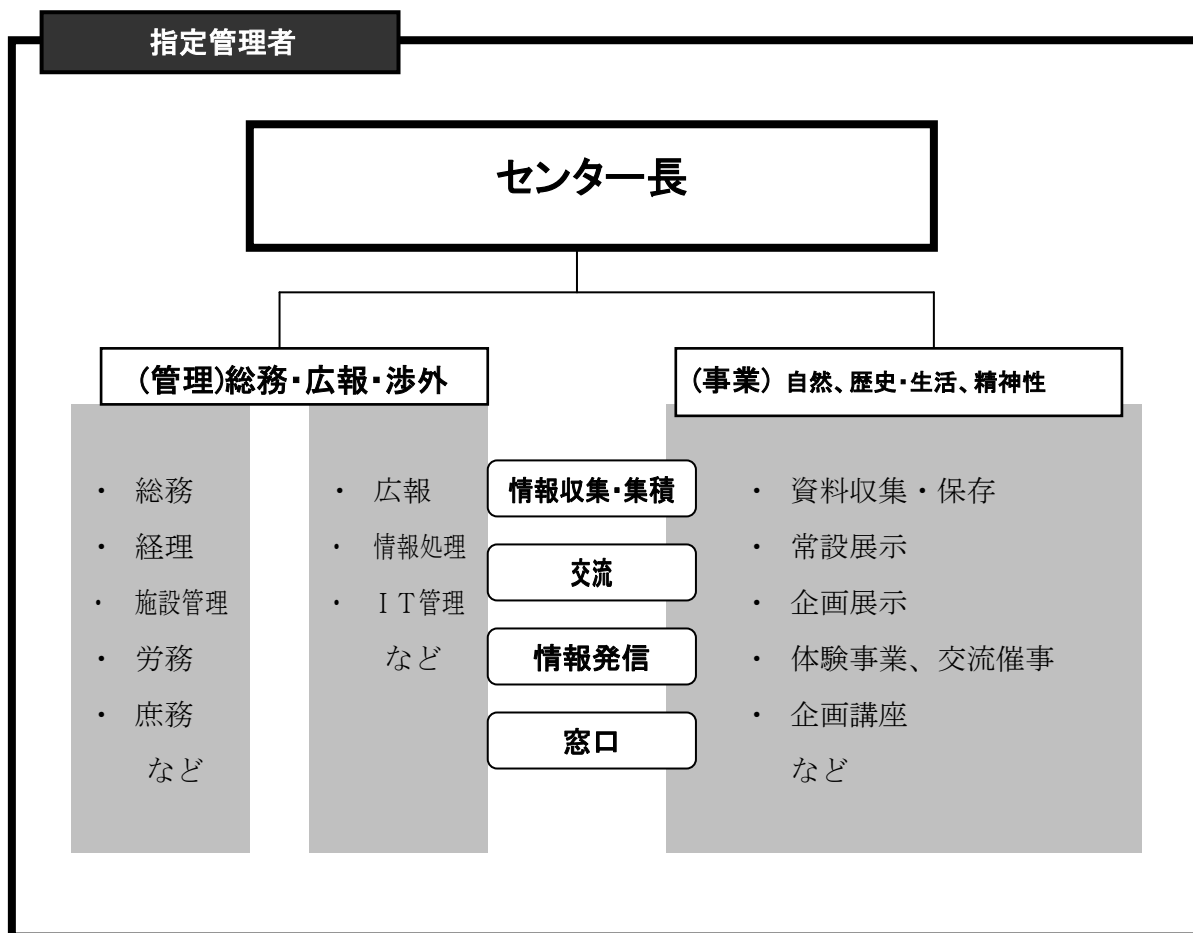 指定管理者
センター長
(管理)総務・広報・渉外
(事業) 自然、歴史・生活、精神性
・ 総務
・ 経理
・ 施設管理
・ 労務
・ 庶務
など
・ 広報
・ 情報処理
・ ＩＴ管理
など
情報収集・集積
交流
情報発信
窓口
・ 資料収集・保存
・ 常設展示
・ 企画展示
・ 体験事業、交流催事
・ 企画講座
など